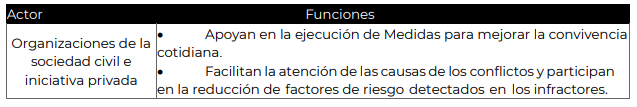 Actor Funciones
Organizaciones de la
sociedad civil e
iniciativa privada
• Apoyan en la ejecución de Medidas para mejorar la convivencia
cotidiana.
• Facilitan la atención de las causas de los conflictos y participan
en la reducción de factores de riesgo detectados en los infractores.